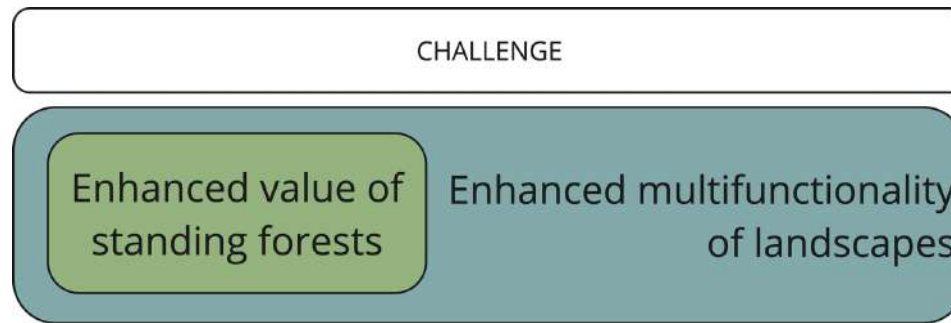 CHALLENGE
Enhanced value of
standing forests
Enhanced multifunctionality
of landscapes